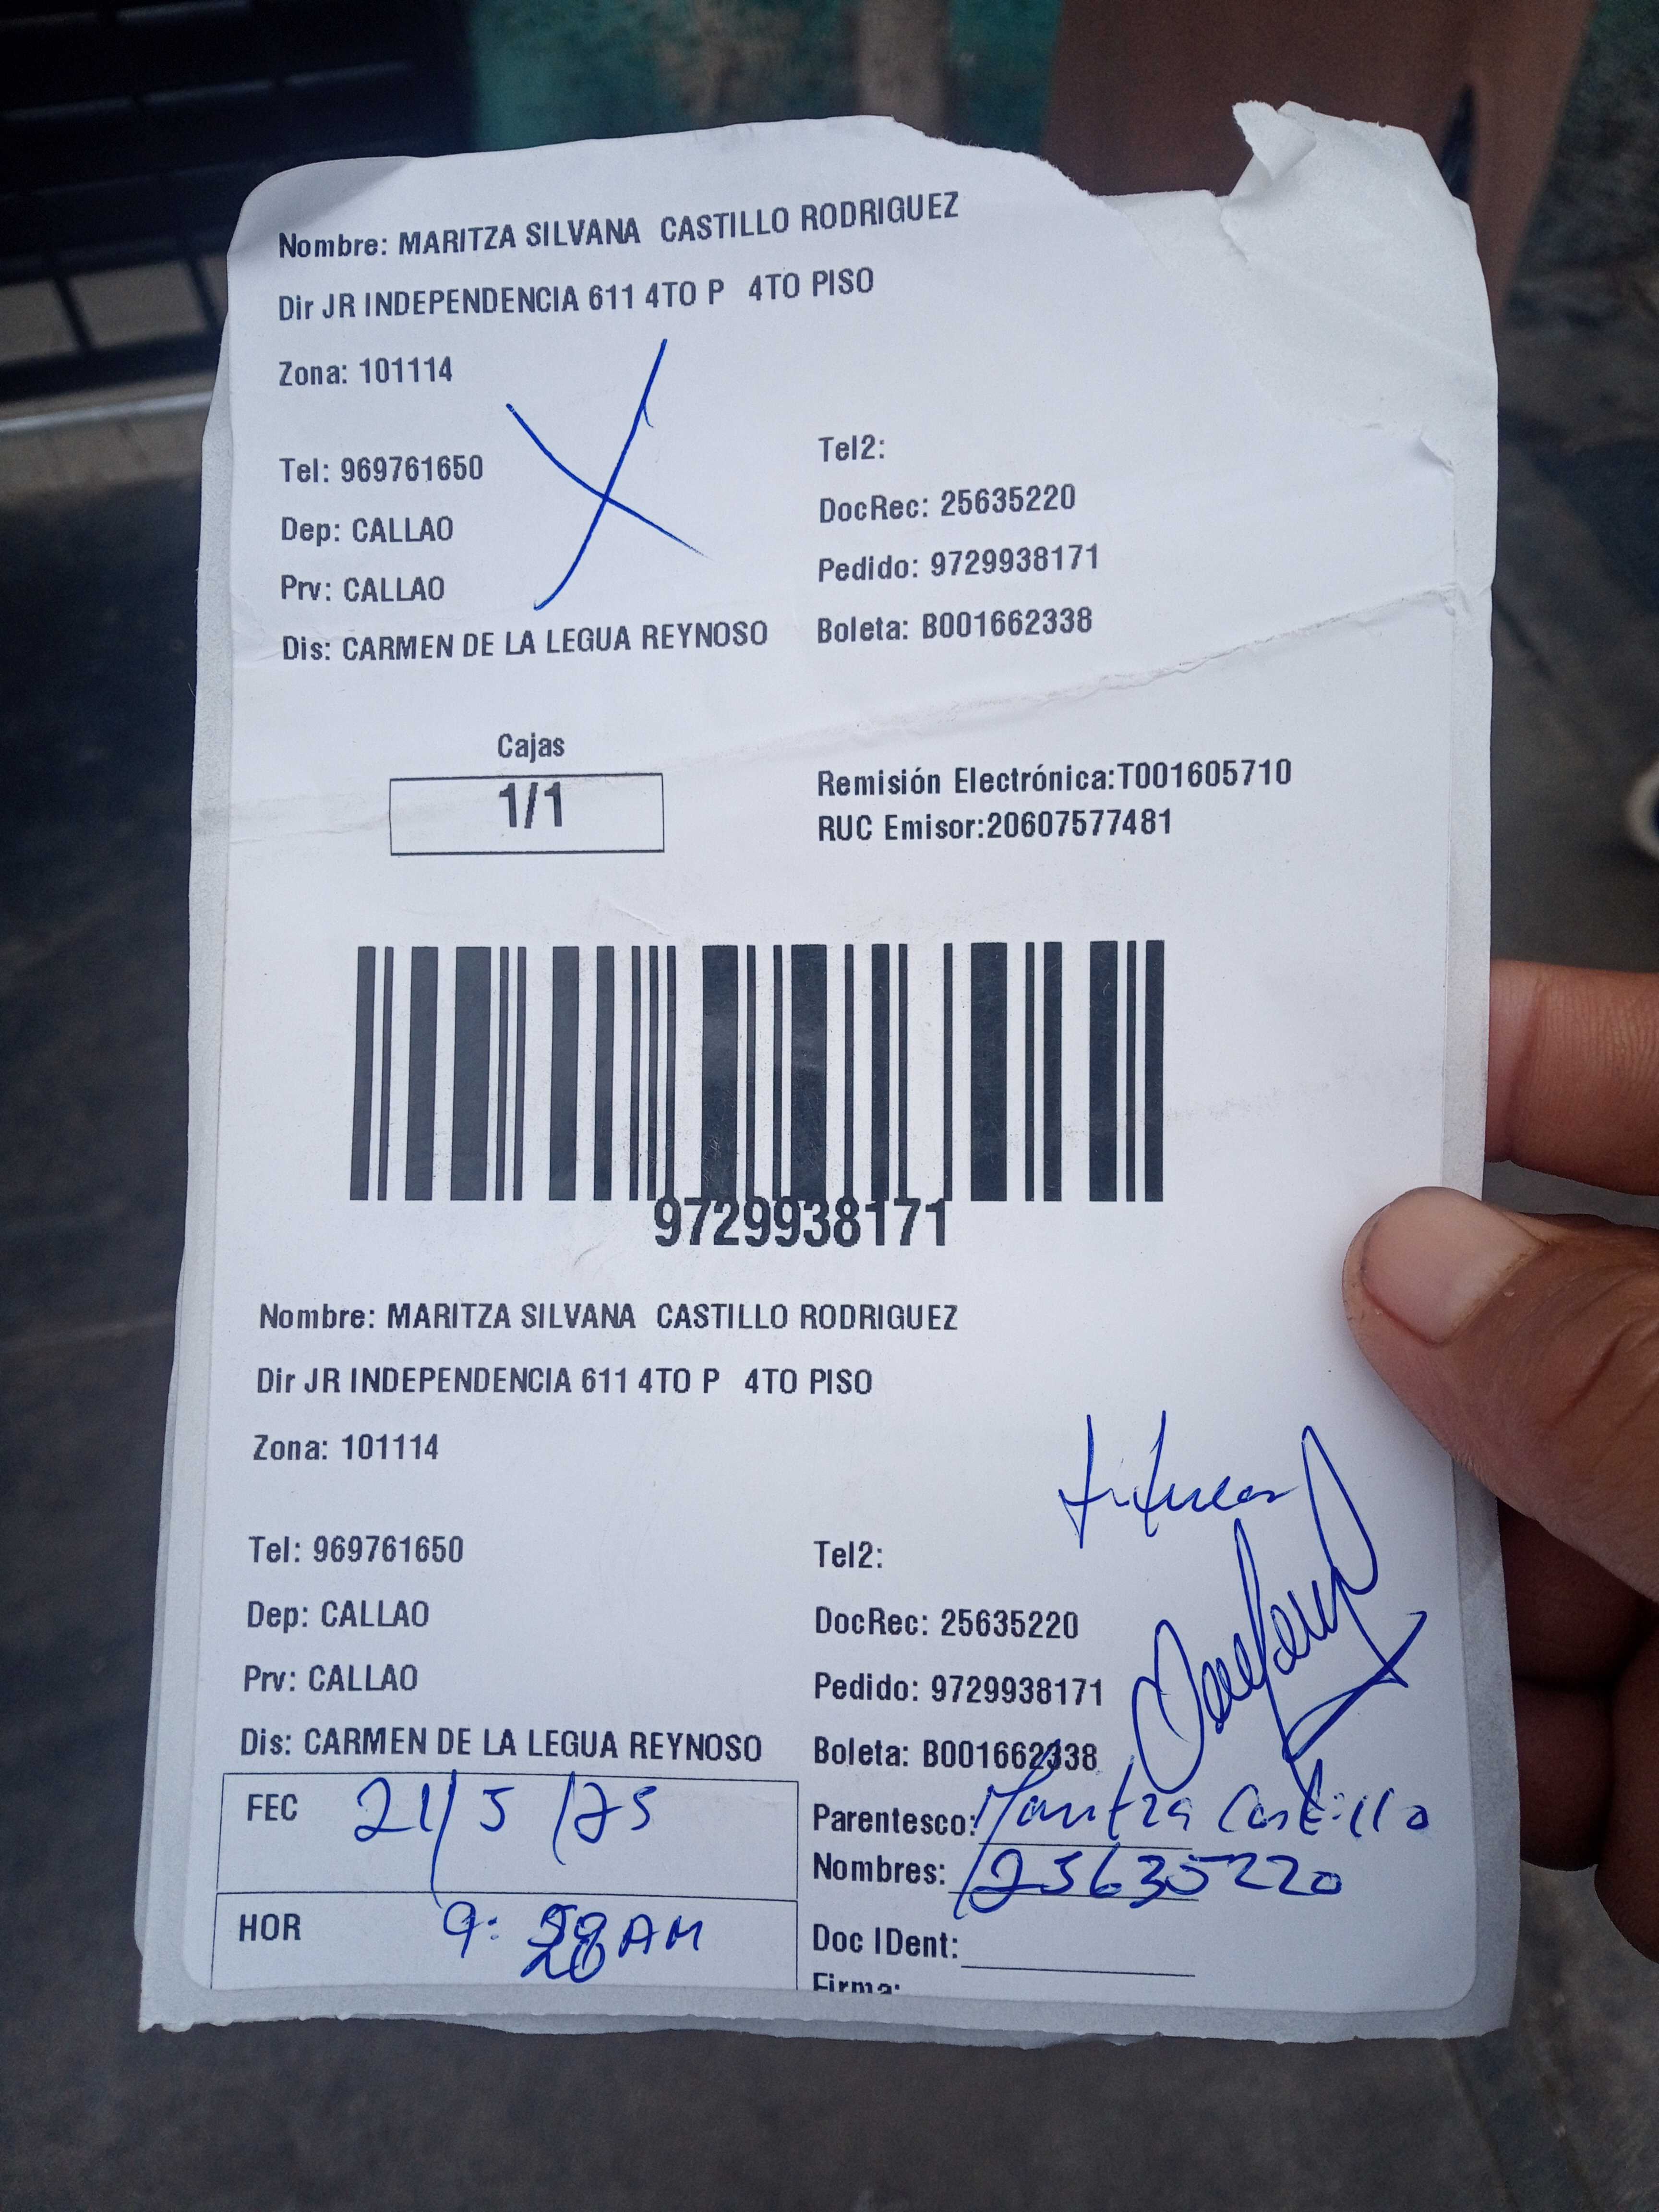 Nombre: MARITZA SILVANA CASTILLO RODRIGUEZ
Dir JR INDEPENDENCIA 611 4TO P 4TO PISO
Zona: 101114
Tel: 969761650
Tel2:
Dep: CALLAO
DocRec: 25635220
Prv: CALLAO
Pedido: 9729938171
Dis: CARMEN DE LA LEGUA REYNOSO
Boleta: B001662338
Cajas
1/1
Remisión Electrónica:T001605710
RUC Emisor:20607577481
9729938171
Nombre: MARITZA SILVANA CASTILLO RODRIGUEZ
Dir JR INDEPENDENCIA 611 4TO P 4TO PISO
Zona: 101114
titular
Tel: 969761650
Tel2:
Dep: CALLAO
DocRec: 25635220
Prv: CALLAO
Pedido: 9729938171
Dis: CARMEN DE LA LEGUA REYNOSO
Boleta: B001662338
FEC 21/5/25
Parentesco: Maritza Castillo
Nombres: 25635220
HOR 9: AM
Doc IDent:
Firma: